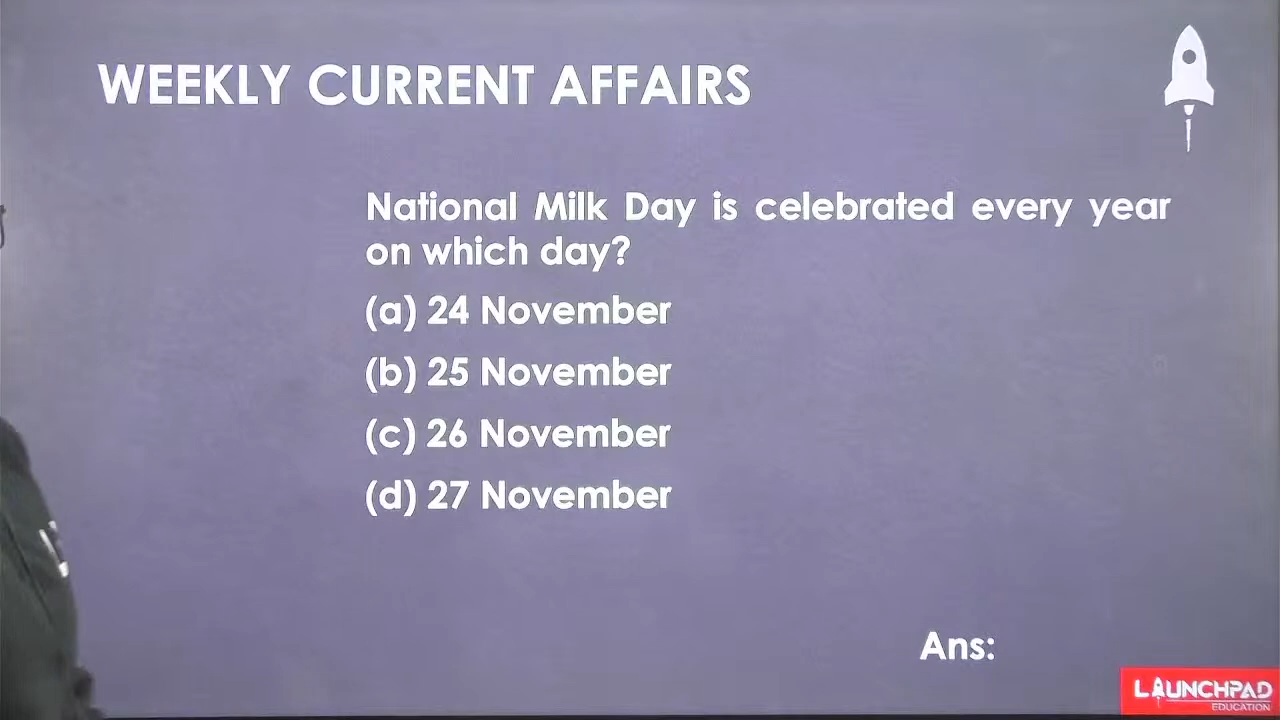 WEEKLY CURRENT AFFAIRS
National Milk Day is celebrated every year
on which day?
(a) 24 November
(b) 25 November
(c) 26 November
(d) 27 November
Ans:
LAUNCHPAD
EDUCATION